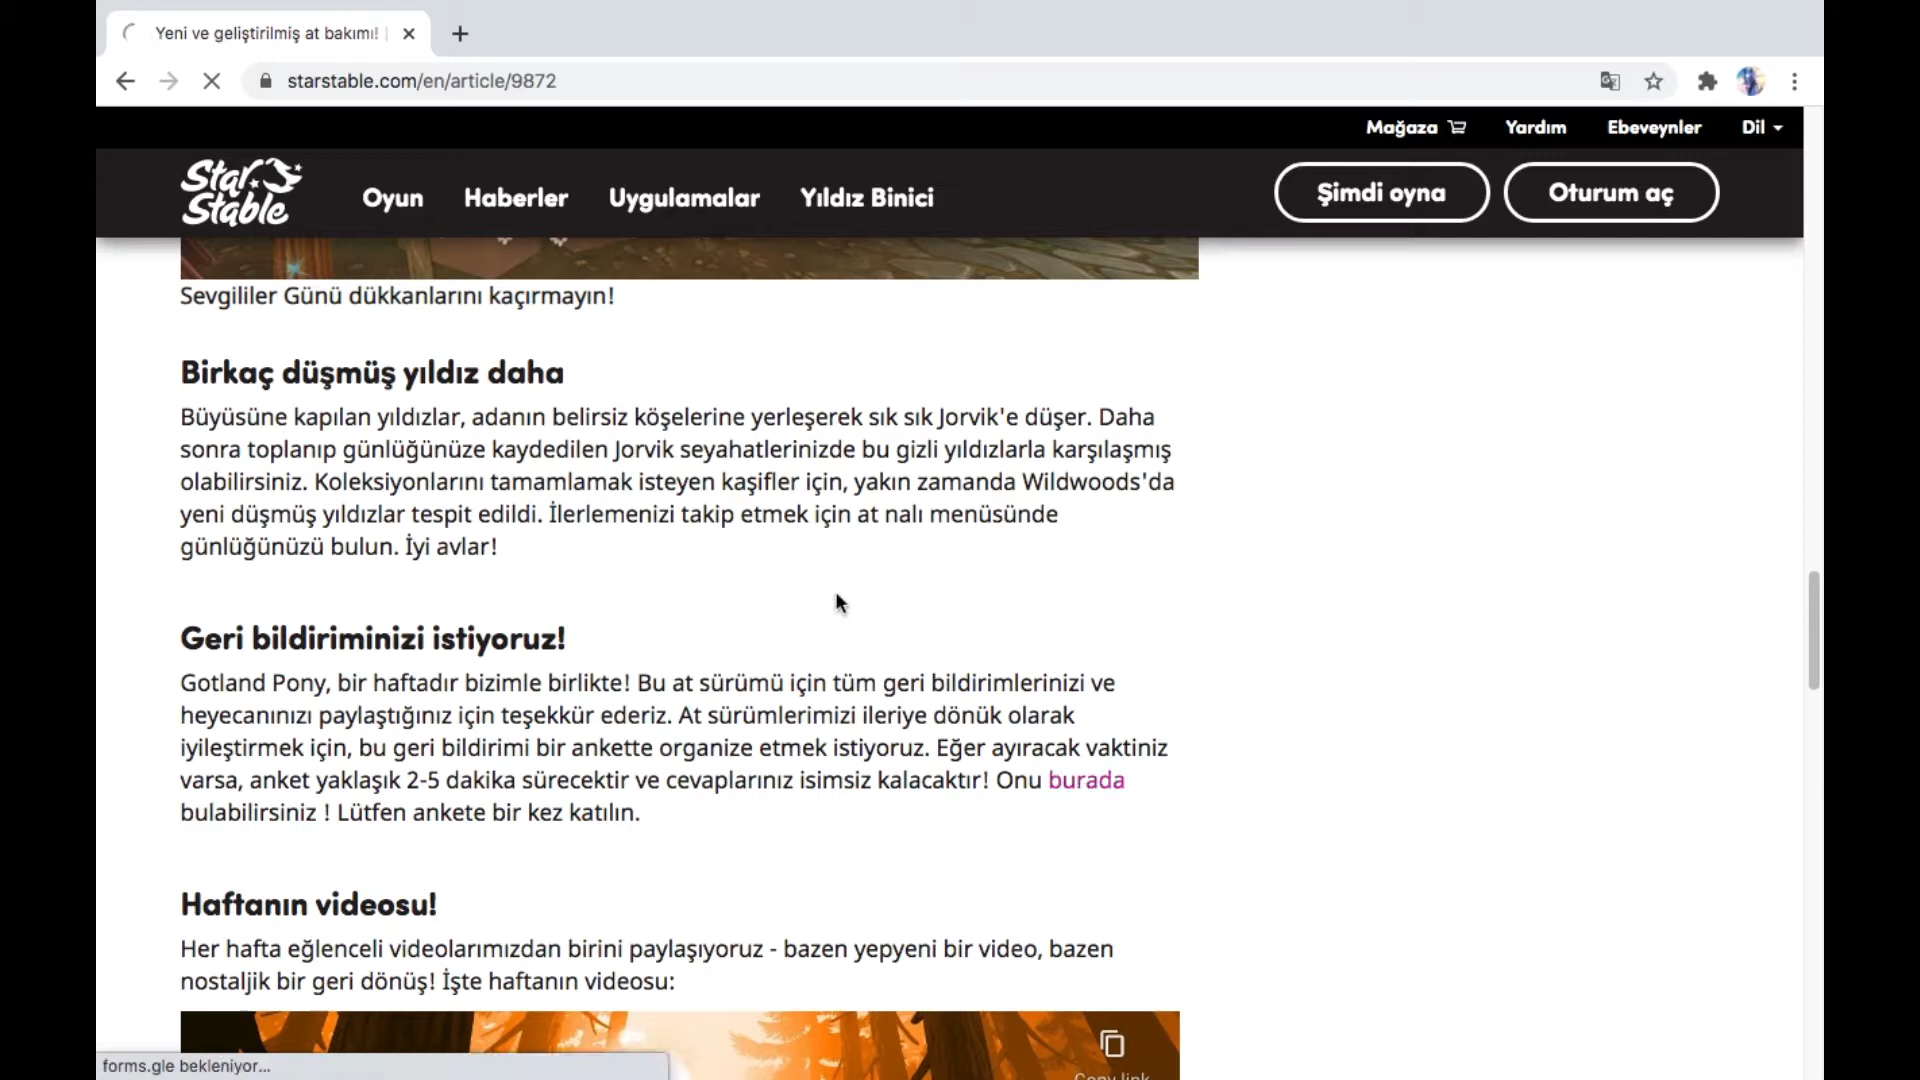 Yeni ve geliştirilmiş at bakımı! |
starstable.com/en/article/9872
Mağaza Yardım Ebeveynler Dil
Star Stable
Oyun Haberler Uygulamalar Yıldız Binici Şimdi oyna Oturum aç
Sevgililer Günü dükkanlarını kaçırmayın!
Birkaç düşmüş yıldız daha
Büyüsüne kapılan yıldızlar, adanın belirsiz köşelerine yerleşerek sık sık Jorvik'e düşer. Daha
sonra toplanıp günlüğünüze kaydedilen Jorvik seyahatlerinizde bu gizli yıldızlarla karşılaşmış
olabilirsiniz. Koleksiyonlarını tamamlamak isteyen kaşifler için, yakın zamanda Wildwoods'da
yeni düşmüş yıldızlar tespit edildi. İlerlemenizi takip etmek için at nalı menüsünde
günlüğünüzü bulun. İyi avlar!
Geri bildiriminizi istiyoruz!
Gotland Pony, bir haftadır bizimle birlikte! Bu at sürümü için tüm geri bildirimlerinizi ve
heyecanınızı paylaştığınız için teşekkür ederiz. At sürümlerimizi ileriye dönük olarak
iyileştirmek için, bu geri bildirimi bir ankette organize etmek istiyoruz. Eğer ayıracak vaktiniz
varsa, anket yaklaşık 2-5 dakika sürecektir ve cevaplarınız isimsiz kalacaktır! Onu burada
bulabilirsiniz ! Lütfen ankete bir kez katılın.
Haftanın videosu!
Her hafta eğlenceli videolarımızdan birini paylaşıyoruz - bazen yepyeni bir video, bazen
nostaljik bir geri dönüş! İşte haftanın videosu:
Copy link
forms.gle bekleniyor...